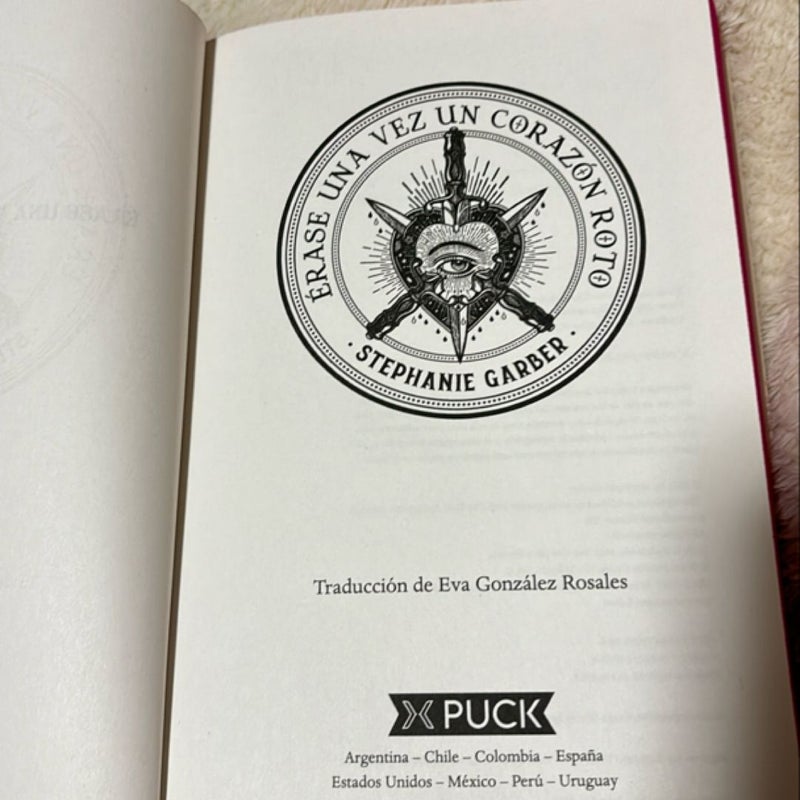 ÉRASE UNA VEZ UN CORAZÓN ROTO
· STEPHANIE GARBER ·
Traducción de Eva González Rosales
PUCK
Argentina – Chile – Colombia – España
Estados Unidos – México – Perú – Uruguay